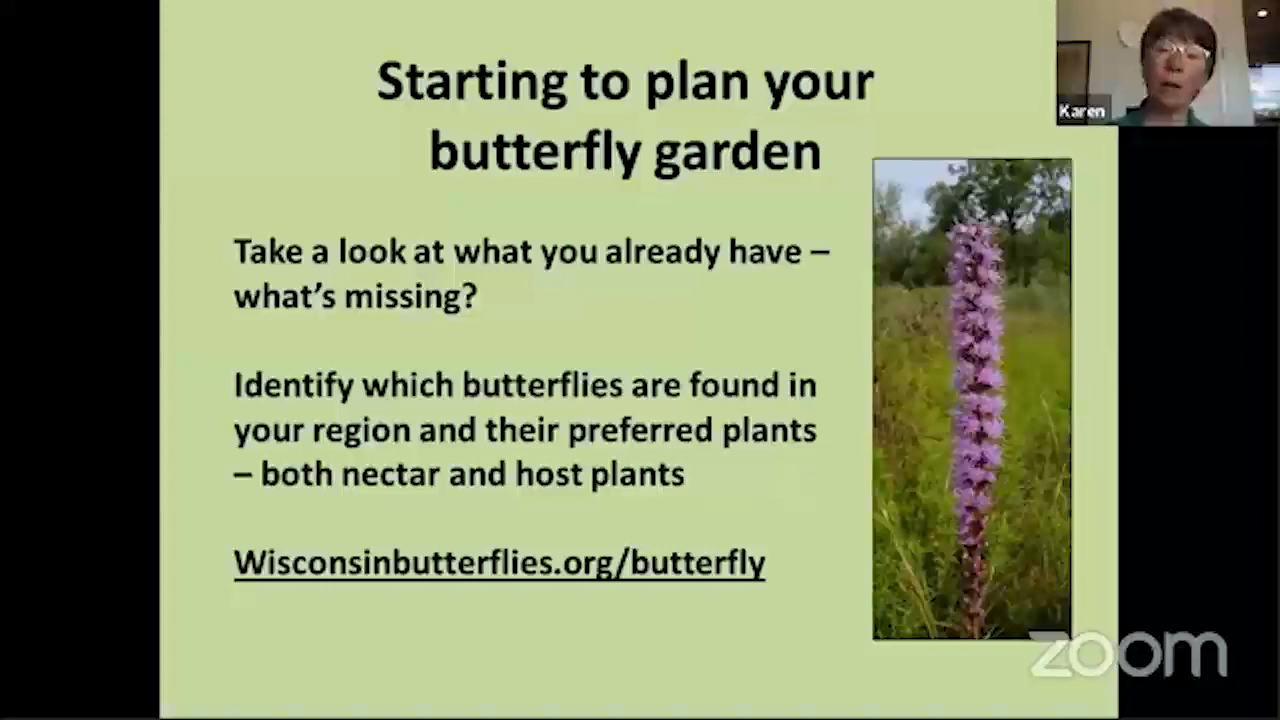 Starting to plan your
butterfly garden
Karen
Take a look at what you already have –
what's missing?
Identify which butterflies are found in
your region and their preferred plants
– both nectar and host plants
Wisconsinbutterflies.org/butterfly
zoom